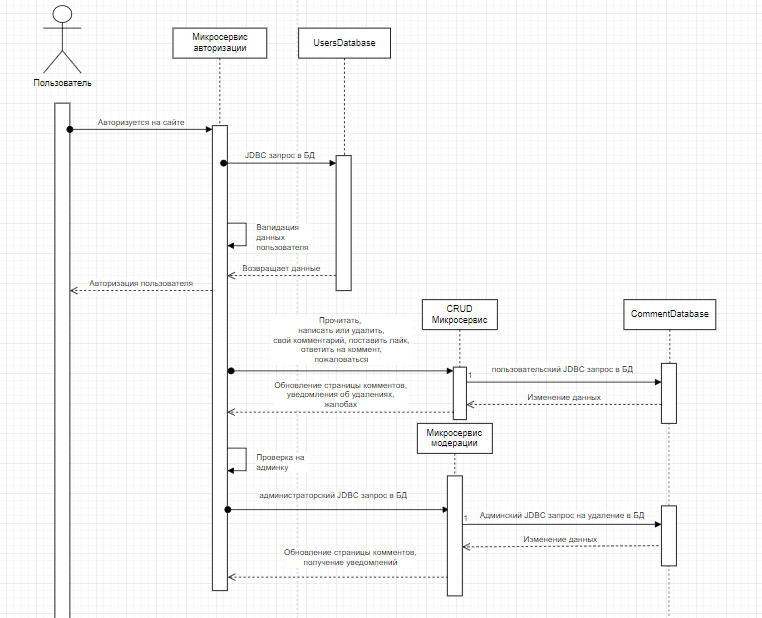 Микросервис
авторизации
UsersDatabase
Пользователь
Авторизуется на сайте
JDBC запрос в БД
Валидация
данных
пользователя
Возвращает данные
Авторизация пользователя
CRUD
Микросервис
CommentDatabase
Прочитать,
написать или удалить,
свой комментарий, поставить лайк,
ответить на коммент,
пожаловаться
1
пользовательский JDBC запрос в БД
Обновление страницы комментов,
уведомления об удалениях,
жалобах
Изменение данных
Микросервис
модерации
Проверка на
админку
администраторский JDBC запрос в БД
1
Админский JDBC запрос на удаление в БД
Изменение данных
Обновление страницы комментов,
получение уведомлений